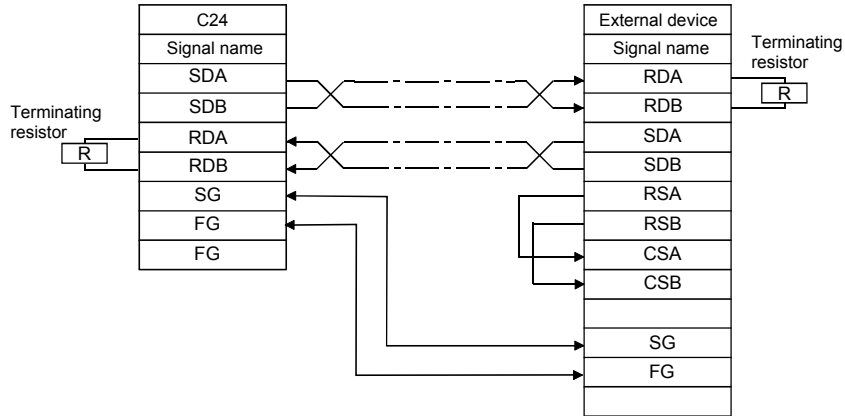 C24
Signal name
SDA
SDB
RDA
RDB
SG
FG
FG
Terminating
resistor
R
External device
Signal name
RDA
RDB
SDA
SDB
RSA
RSB
CSA
CSB
SG
FG
Terminating
resistor
R